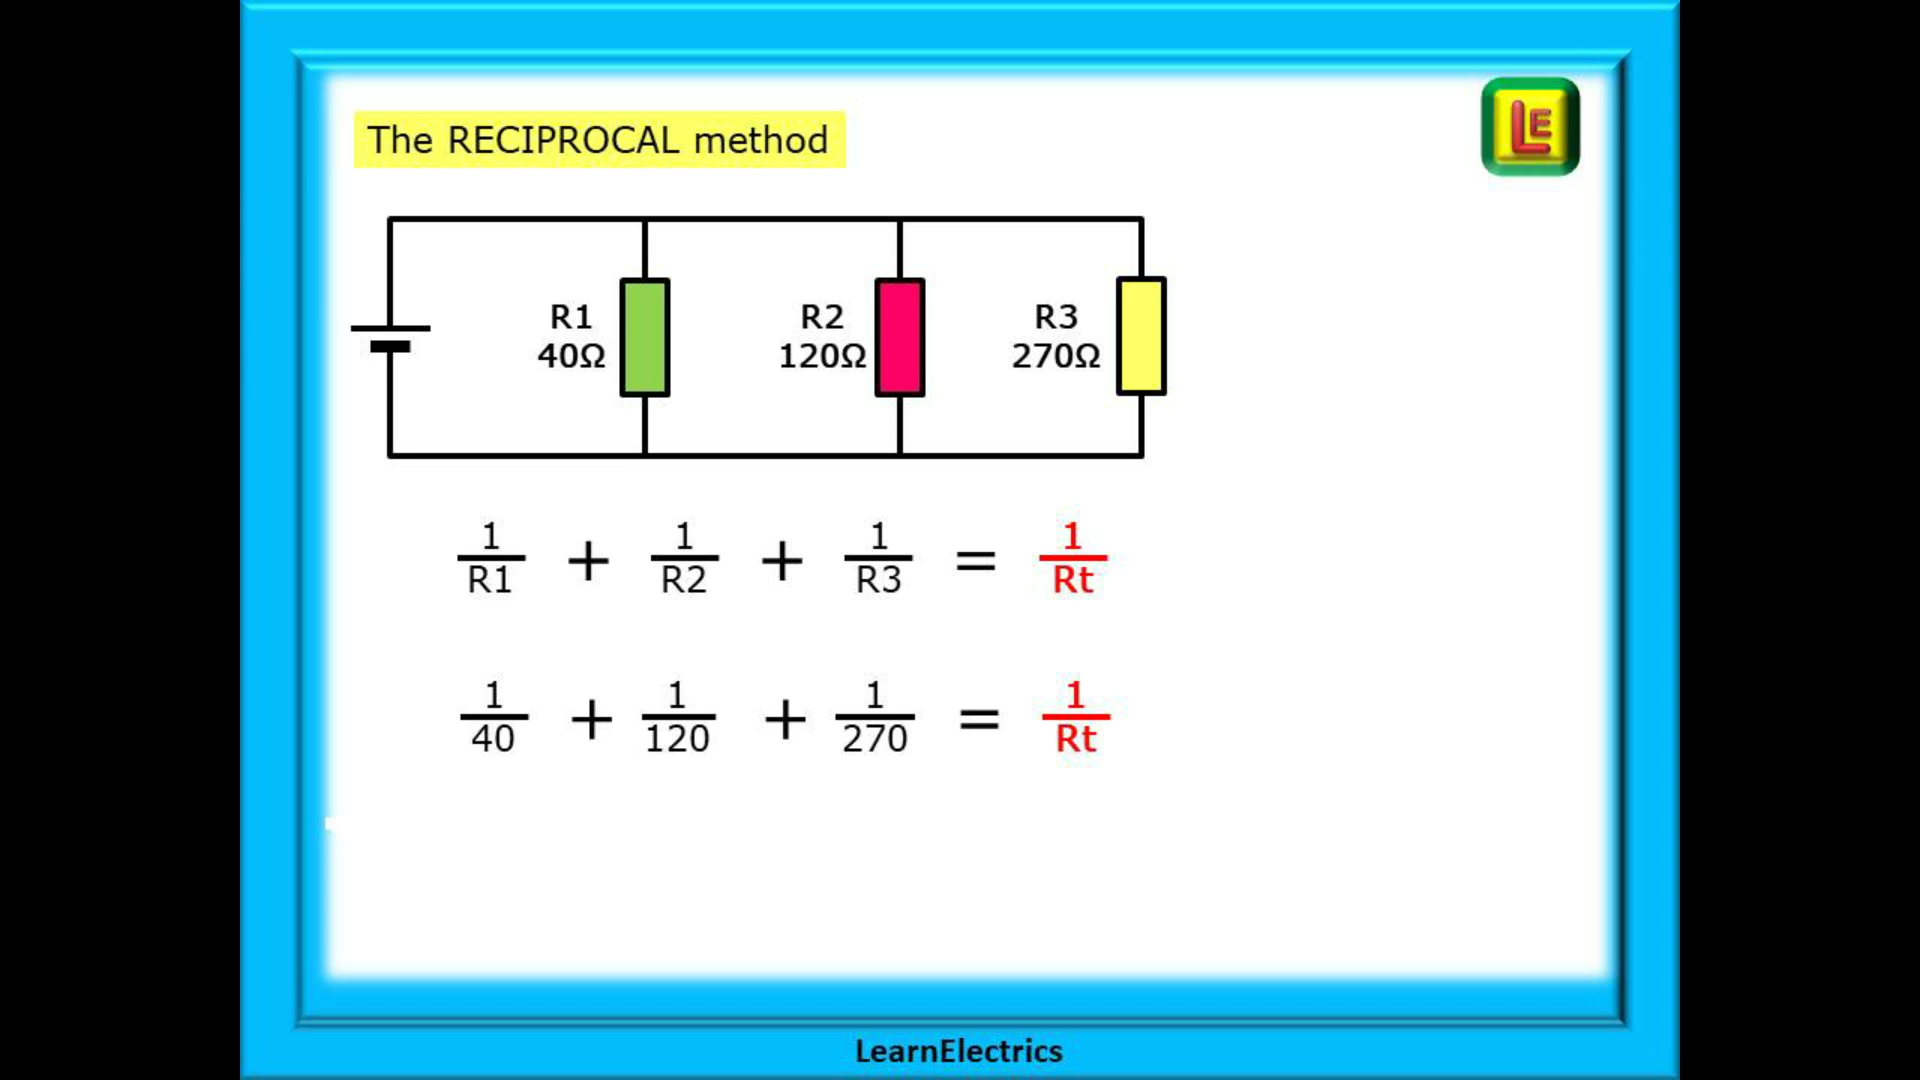 The RECIPROCAL method
LE
R1
40Ω
R2
120Ω
R3
270Ω
1/R1 + 1/R2 + 1/R3 = 1/Rt
1/40 + 1/120 + 1/270 = 1/Rt
LearnElectrics